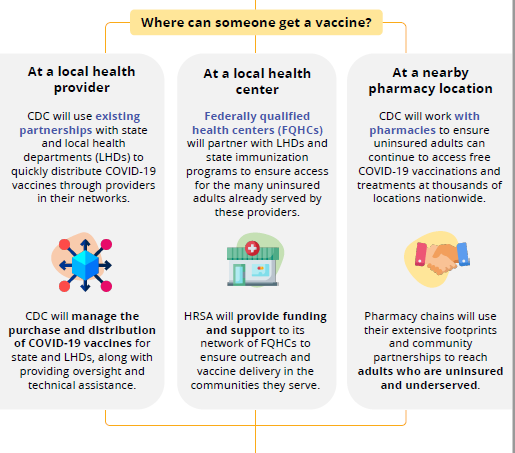 Where can someone get a vaccine?
At a local health
provider
CDC will use existing
partnerships with state
and local health
departments (LHDs) to
quickly distribute COVID-19
vaccines through providers
in their networks.
CDC will manage the
purchase and distribution
of COVID-19 vaccines for
state and LHDs, along with
providing oversight and
technical assistance.
At a local health
center
Federally qualified
health centers (FQHCs)
will partner with LHDs and
state immunization
programs to ensure access
for the many uninsured
adults already served by
these providers.
HRSA will provide funding
and support to its
network of FQHCs to
ensure outreach and
vaccine delivery in the
communities they serve.
At a nearby
pharmacy location
CDC will work with
pharmacies to ensure
uninsured adults can
continue to access free
COVID-19 vaccinations and
treatments at thousands of
locations nationwide.
Pharmacy chains will use
their extensive footprints
and community
partnerships to reach
adults who are uninsured
and underserved.